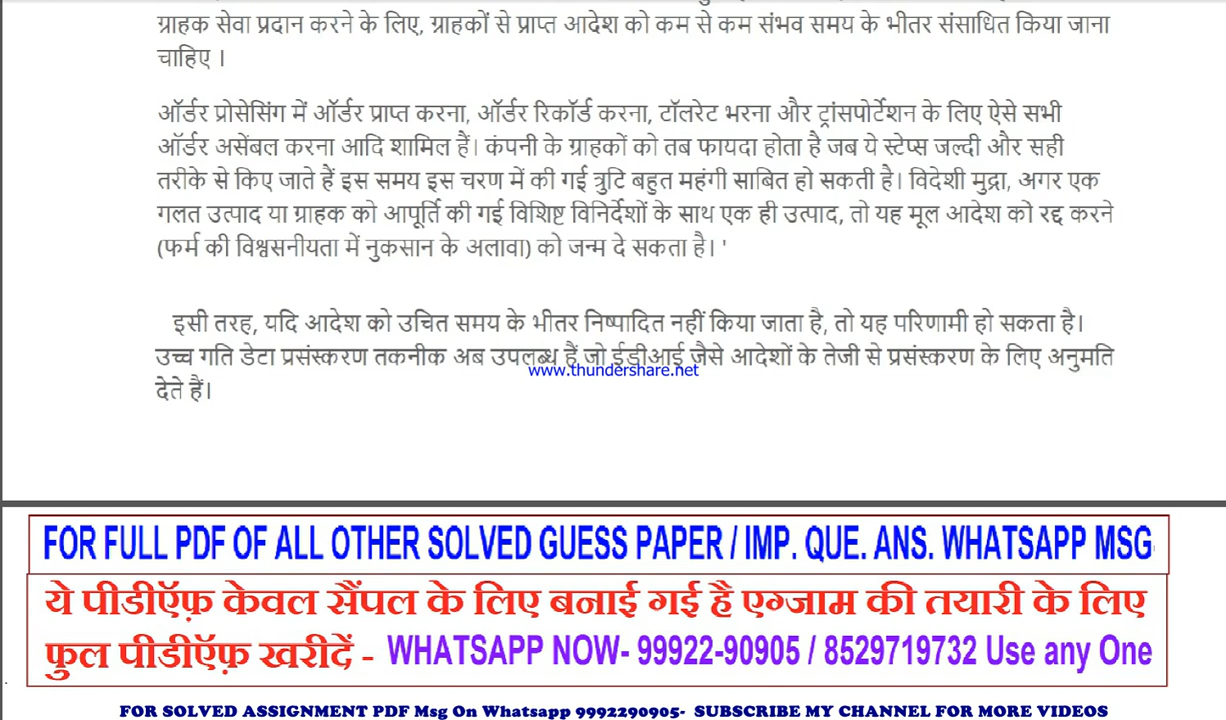 ग्राहक सेवा प्रदान करने के लिए, ग्राहकों से प्राप्त आदेश को कम से कम संभव समय के भीतर संसाधित किया जाना
चाहिए ।
ऑर्डर प्रोसेसिंग में ऑर्डर प्राप्त करना, ऑर्डर रिकॉर्ड करना, टॉलरेट भरना और ट्रांसपोर्टेशन के लिए ऐसे सभी
ऑर्डर असेंबल करना आदि शामिल हैं। कंपनी के ग्राहकों को तब फायदा होता है जब ये स्टेप्स जल्दी और सही
तरीके से किए जाते हैं इस समय इस चरण में की गई त्रुटि बहुत महंगी साबित हो सकती है। विदेशी मुद्रा, अगर एक
गलत उत्पाद या ग्राहक को आपूर्ति की गई विशिष्ट विनिर्देशों के साथ एक ही उत्पाद, तो यह मूल आदेश को रद्द करने
(फर्म की विश्वसनीयता में नुकसान के अलावा) को जन्म दे सकता है। '
इसी तरह, यदि आदेश को उचित समय के भीतर निष्पादित नहीं किया जाता है, तो यह परिणामी हो सकता है।
उच्च गति डेटा प्रसंस्करण तकनीक अब उपलब्ध हैं जो ईडीआई जैसे आदेशों के तेजी से प्रसंस्करण के लिए अनुमति
www.thundershare.net
देते हैं।
FOR FULL PDF OF ALL OTHER SOLVED GUESS PAPER / IMP. QUE. ANS. WHATSAPP MSG
ये पीडीऍफ़ केवल सैंपल के लिए बनाई गई है एग्जाम की तयारी के लिए
फुल पीडीऍफ़ खरीदें - WHATSAPP NOW- 99922-90905 / 8529719732 Use any One
FOR SOLVED ASSIGNMENT PDF Msg On Whatsapp 9992290905- SUBSCRIBE MY CHANNEL FOR MORE VIDEOS